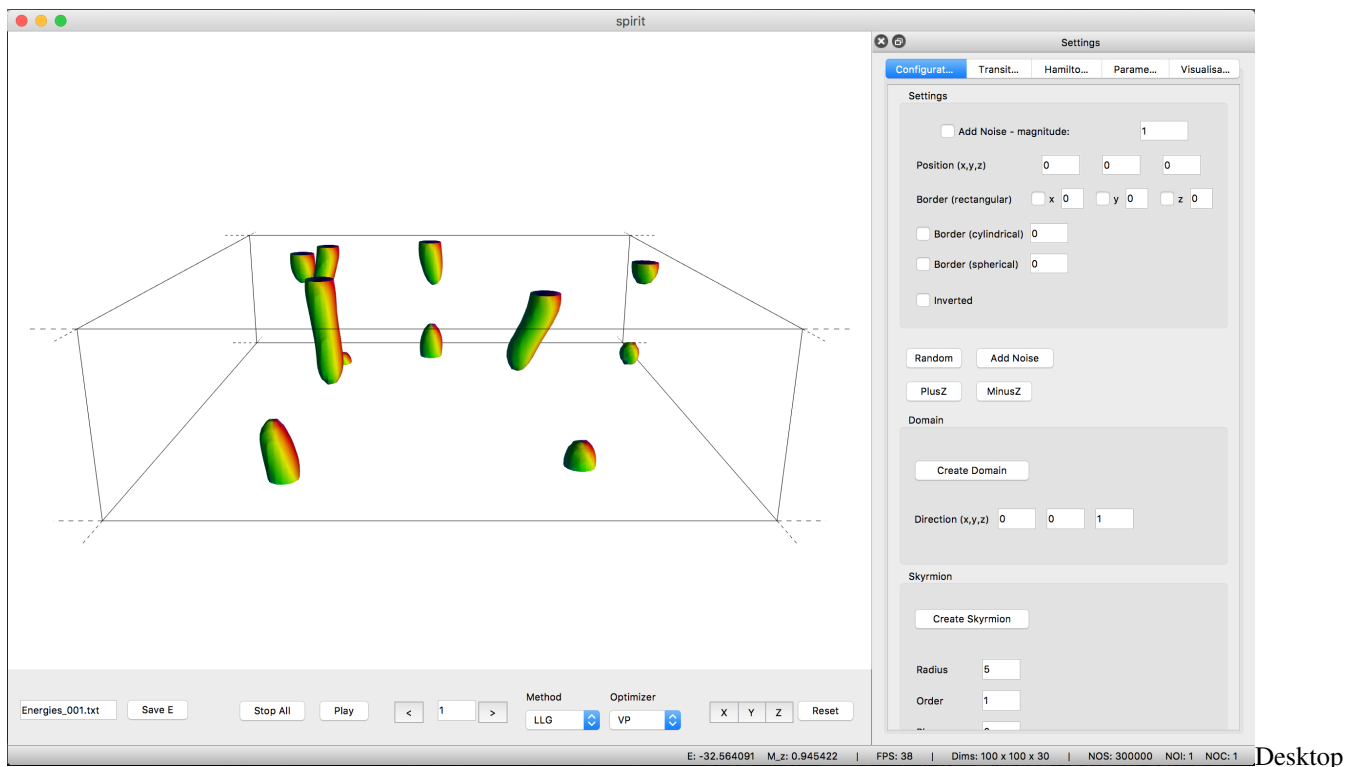 spirit
Settings
Configurat... Transit... Hamilto... Parame... Visualisa...
Settings
Add Noise - magnitude: 1
Position (x,y,z) 0 0 0
Border (rectangular) x 0 y 0 z 0
Border (cylindrical) 0
Border (spherical) 0
Inverted
Random Add Noise
PlusZ MinusZ
Domain
Create Domain
Direction (x,y,z) 0 0 1
Skyrmion
Create Skyrmion
Radius 5
Order 1
Method Optimizer
Energies_001.txt Save E Stop All Play < 1 > LLG VP X Y Z Reset
E: -32.564091 M_z: 0.945422 | FPS: 38 | Dims: 100 x 100 x 30 | NOS: 300000 NOI: 1 NOC: 1
Desktop